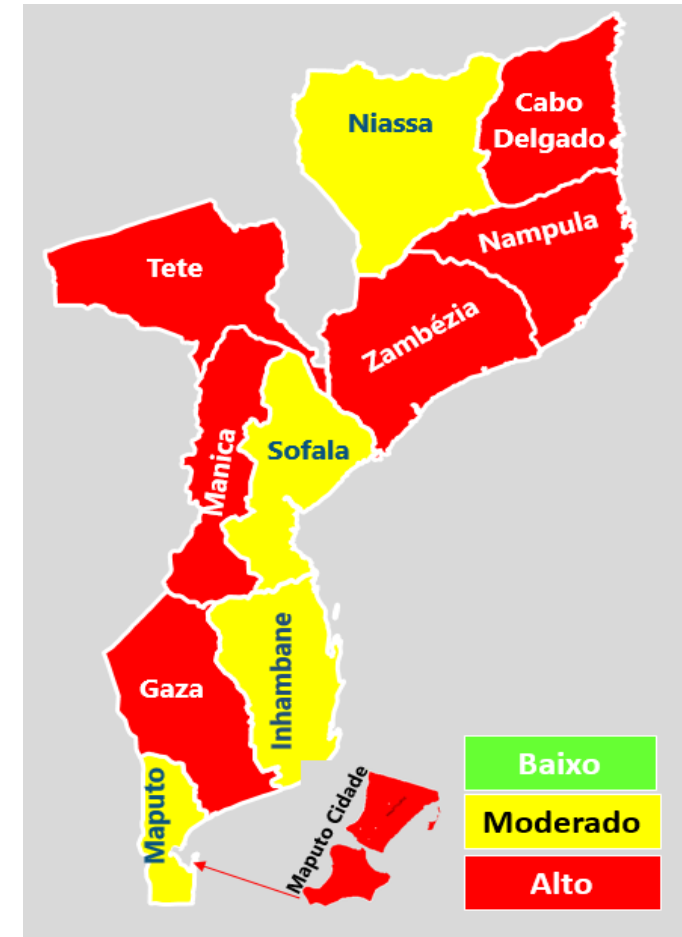 Niassa
Cabo
Delgado
Nampula
Tete
Zambézia
Manica
Sofala
Inhambane
Gaza
Maputo
Maputo Cidade
Baixo
Moderado
Alto